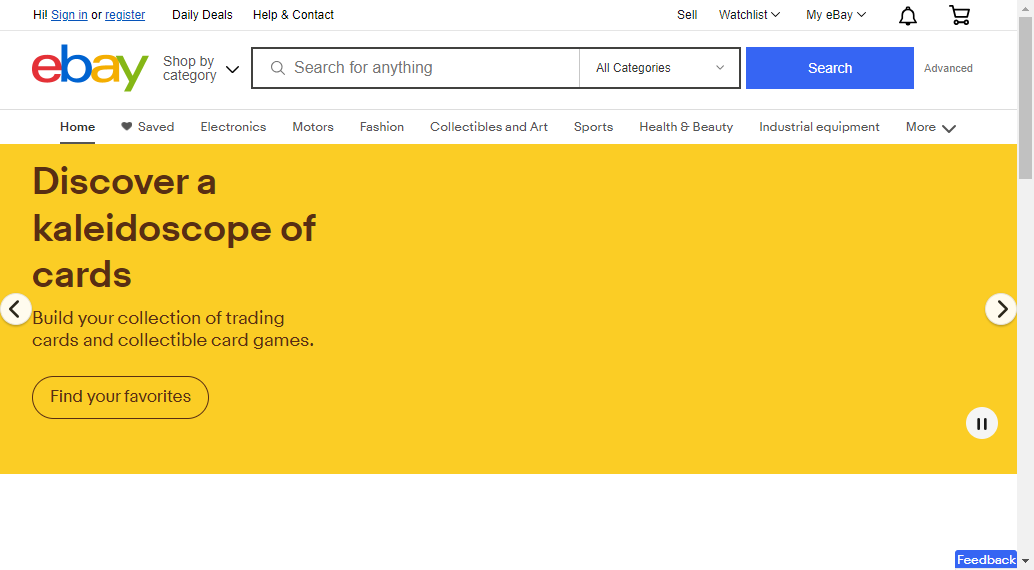 Hi! Sign in or register Daily Deals Help & Contact Sell Watchlist My eBay
ebay
Shop by
category
Search for anything All Categories Search Advanced
Home Saved Electronics Motors Fashion Collectibles and Art Sports Health & Beauty Industrial equipment More
Discover a
kaleidoscope of
cards
Build your collection of trading
cards and collectible card games.
Find your favorites
Feedback